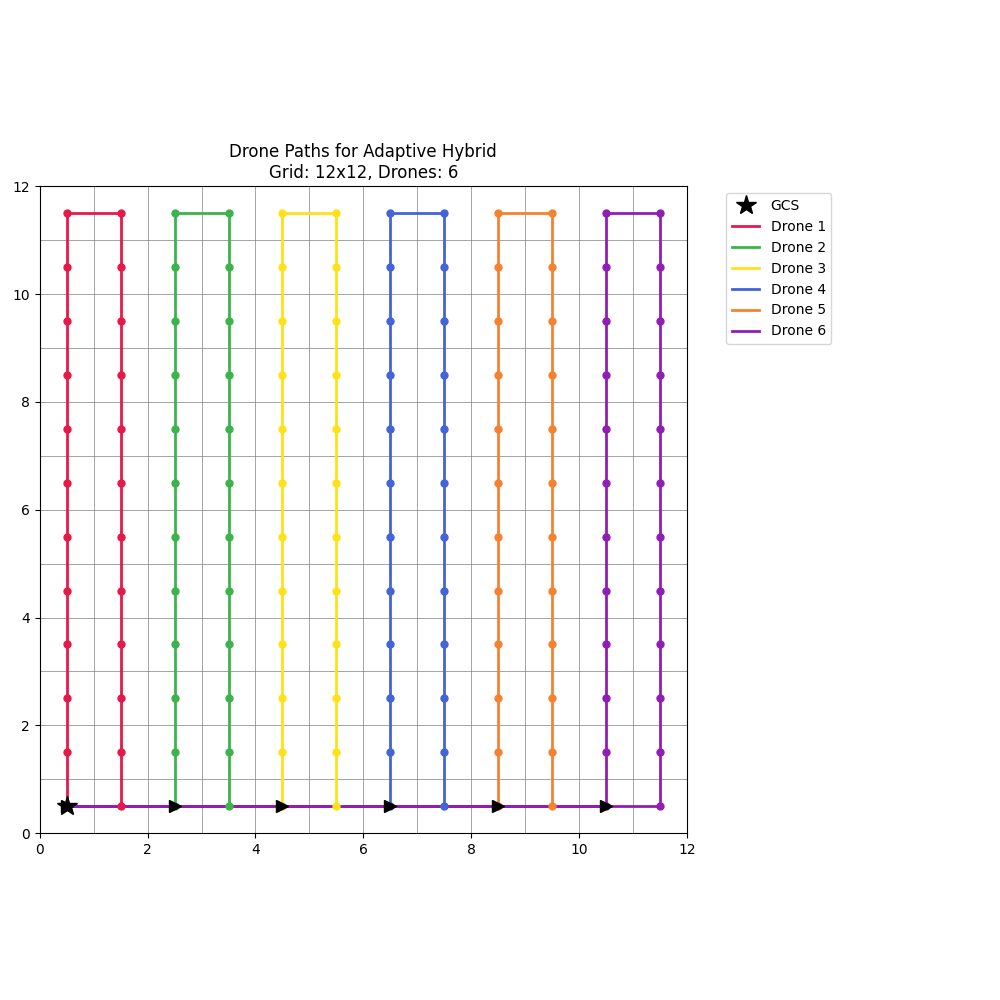 Drone Paths for Adaptive Hybrid
Grid: 12x12, Drones: 6
GCS
Drone 1
Drone 2
Drone 3
Drone 4
Drone 5
Drone 6
12
10
8
6
4
2
0
0 2 4 6 8 10 12